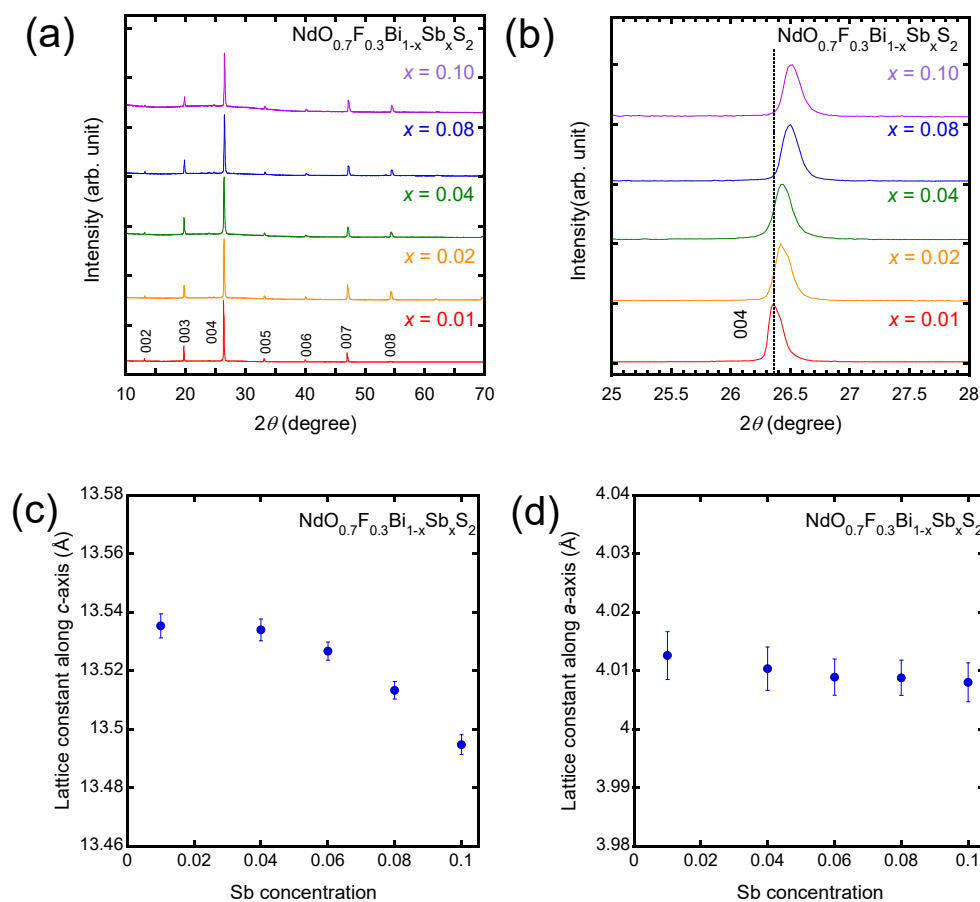 (a)
NdO0.7F0.3Bi1-xSbxS2
x = 0.10
x = 0.08
x = 0.04
x = 0.02
x = 0.01
002
003
004
005
006
007
008
Intensity (arb. unit)
10 20 30 40 50 60 70
2θ (degree)
(b)
NdO0.7F0.3Bi1-xSbxS2
x = 0.10
x = 0.08
x = 0.04
x = 0.02
x = 0.01
004
Intensity(arb. unit)
25 25.5 26 26.5 27 27.5 28
2θ (degree)
(c)
NdO0.7F0.3Bi1-xSbxS2
Lattice constant along c-axis (Å)
13.58
13.56
13.54
13.52
13.5
13.48
13.46
0 0.02 0.04 0.06 0.08 0.1
Sb concentration
(d)
NdO0.7F0.3Bi1-xSbxS2
Lattice constant along a-axis (Å)
4.04
4.03
4.02
4.01
4
3.99
3.98
0 0.02 0.04 0.06 0.08 0.1
Sb concentration